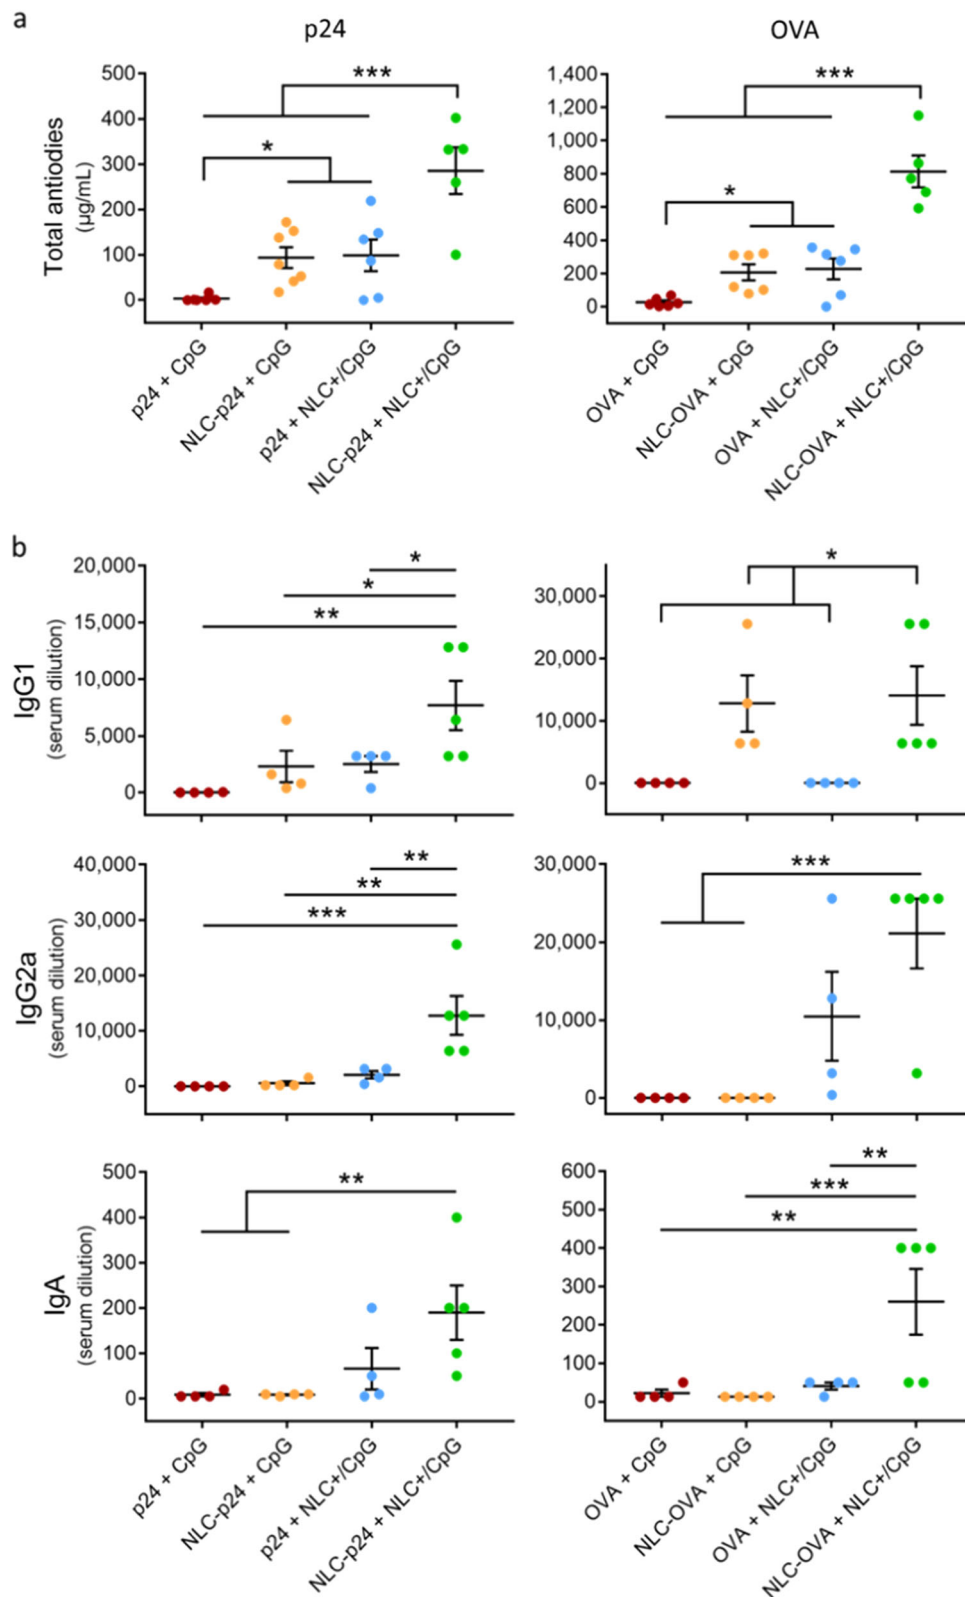 a
p24
OVA
Total antiodies
(µg/mL)
500
400
300
200
100
0
***
*
1,400
1,200
1,000
800
600
400
200
0
***
*
p24 + CpG
NLC-p24 + CpG
p24 + NLC+/CpG
NLC-p24 + NLC+/CpG
OVA + CpG
NLC-OVA + CpG
OVA + NLC+/CpG
NLC-OVA + NLC+/CpG
b
IgG1
(serum dilution)
20,000
15,000
10,000
5,000
0
*
*
**
30,000
20,000
10,000
0
*
IgG2a
(serum dilution)
40,000
30,000
20,000
10,000
0
**
**
***
30,000
20,000
10,000
0
***
IgA
(serum dilution)
500
400
300
200
100
0
**
600
500
400
300
200
100
0
**
***
**
p24 + CpG
NLC-p24 + CpG
p24 + NLC+/CpG
NLC-p24 + NLC+/CpG
OVA + CpG
NLC-OVA + CpG
OVA + NLC+/CpG
NLC-OVA + NLC+/CpG